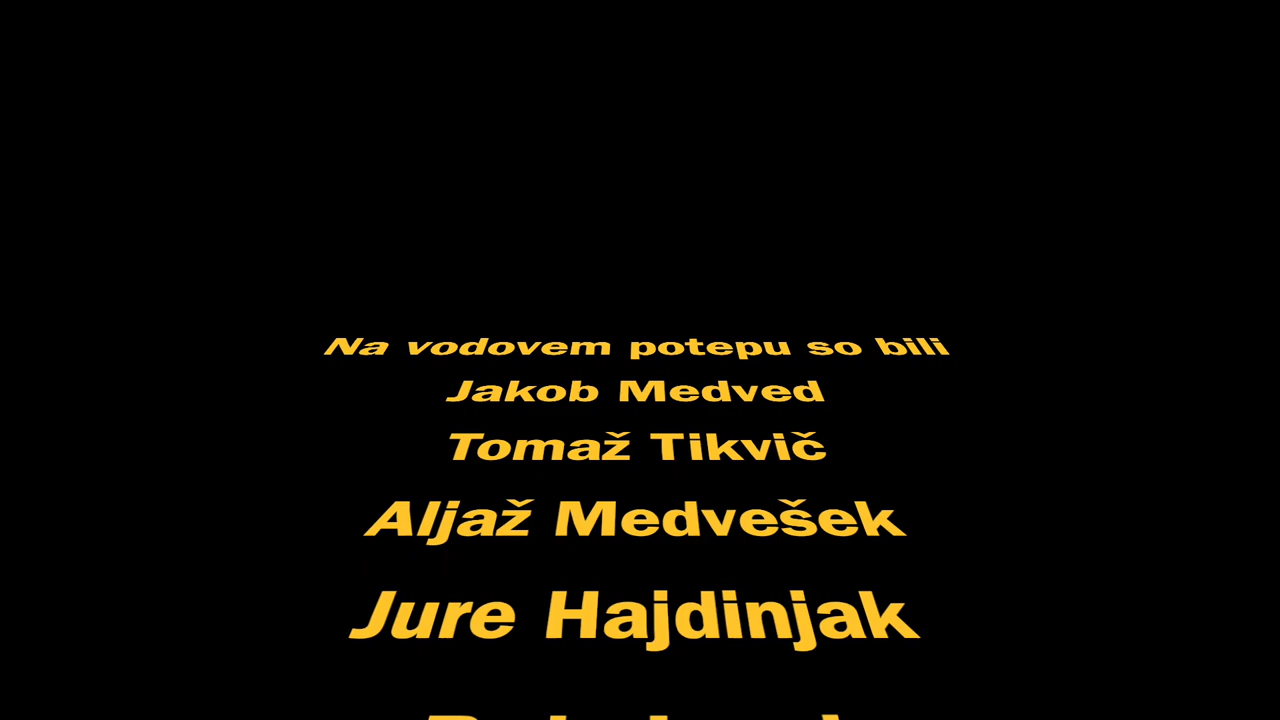 Na vodovem potepu so bili
Jakob Medved
Tomaž Tikvič
Aljaž Medvešek
Jure Hajdinjak